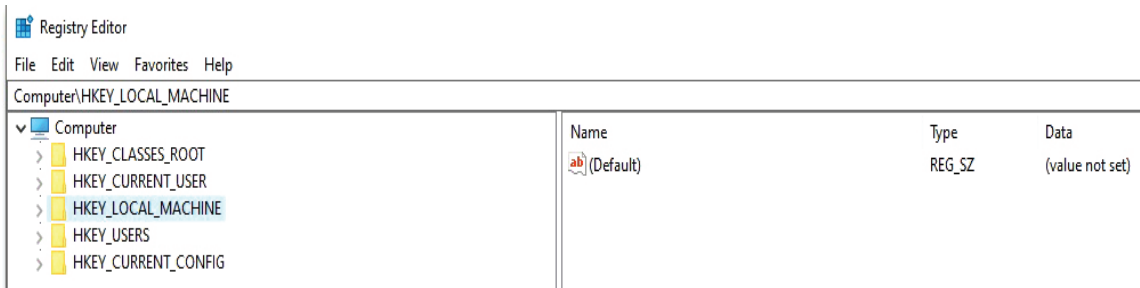 Registry Editor
File Edit View Favorites Help
Computer\HKEY_LOCAL_MACHINE
Computer
HKEY_CLASSES_ROOT
HKEY_CURRENT_USER
HKEY_LOCAL_MACHINE
HKEY_USERS
HKEY_CURRENT_CONFIG
Name Type Data
ab (Default) REG_SZ (value not set)